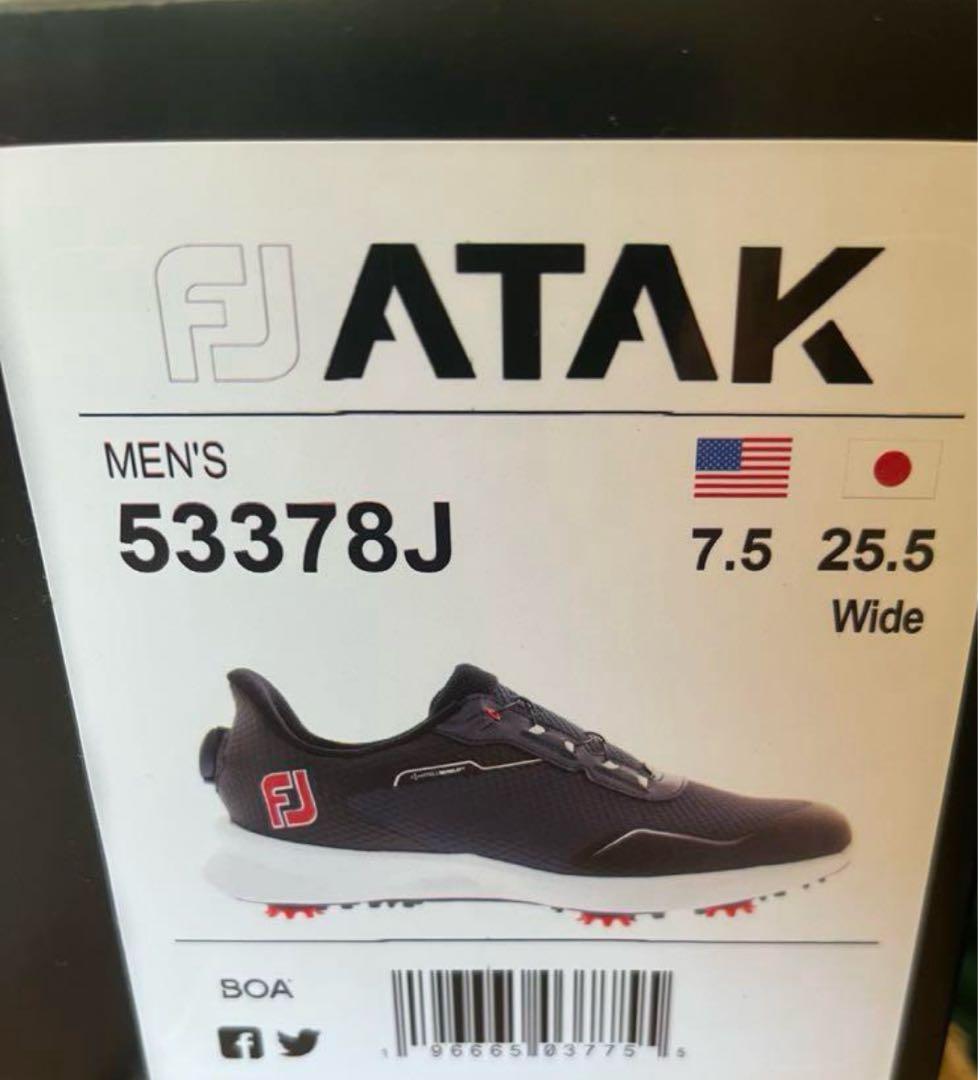 FJ ATAK
MEN'S
53378J
7.5 25.5
Wide
FJ
BOA
1 96665 03775 5